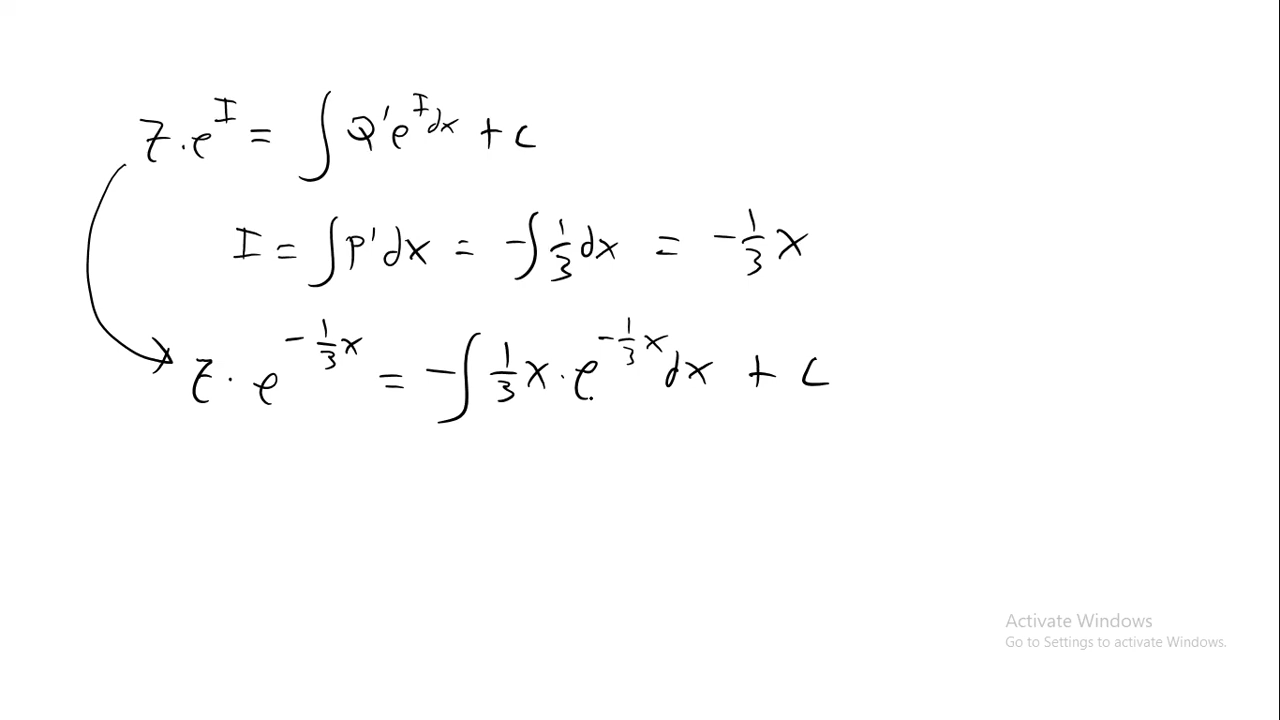 z · e^I = ∫ Q' e^{I dx} + c
I = ∫ p' dx = -∫ 1/3 dx = -1/3 x
z · e^{-1/3 x} = -∫ 1/3 x · e^{-1/3 x} dx + c
Activate Windows
Go to Settings to activate Windows.